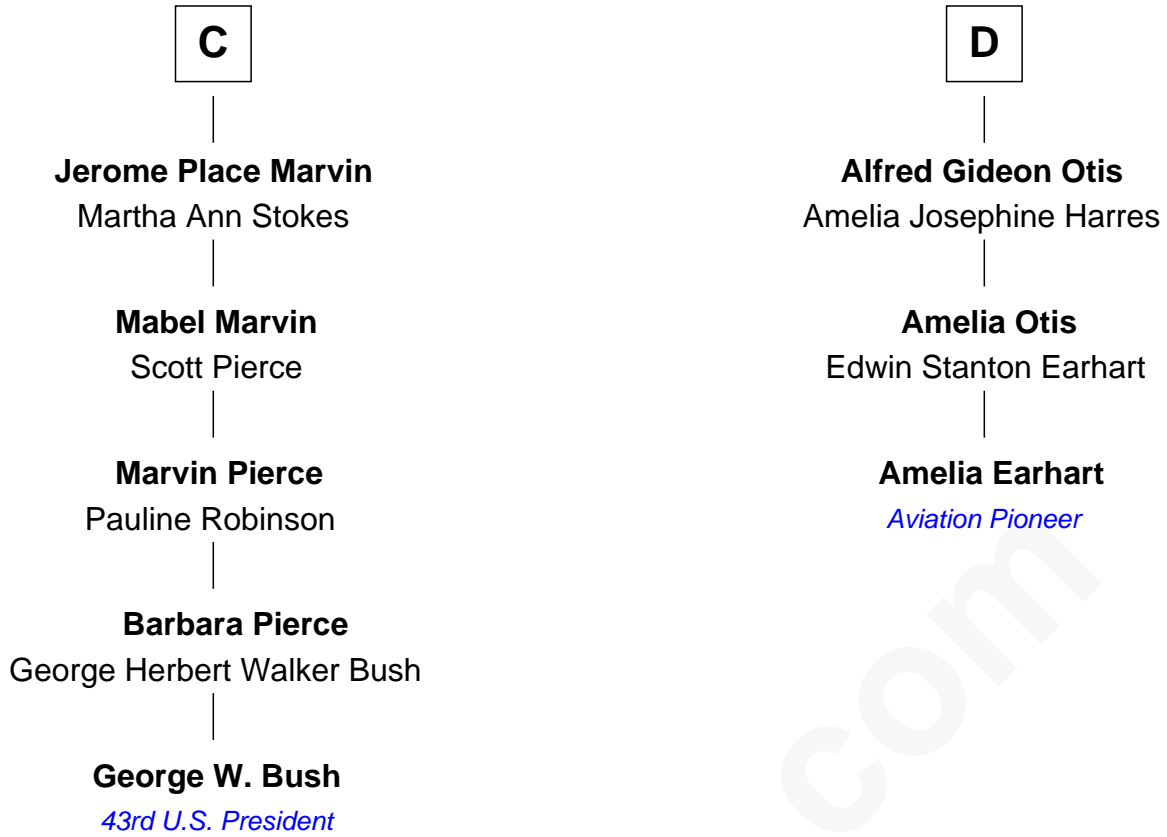 C
Jerome Place Marvin
Martha Ann Stokes
Mabel Marvin
Scott Pierce
Marvin Pierce
Pauline Robinson
Barbara Pierce
George Herbert Walker Bush
George W. Bush
43rd U.S. President
D
Alfred Gideon Otis
Amelia Josephine Harres
Amelia Otis
Edwin Stanton Earhart
Amelia Earhart
Aviation Pioneer
com